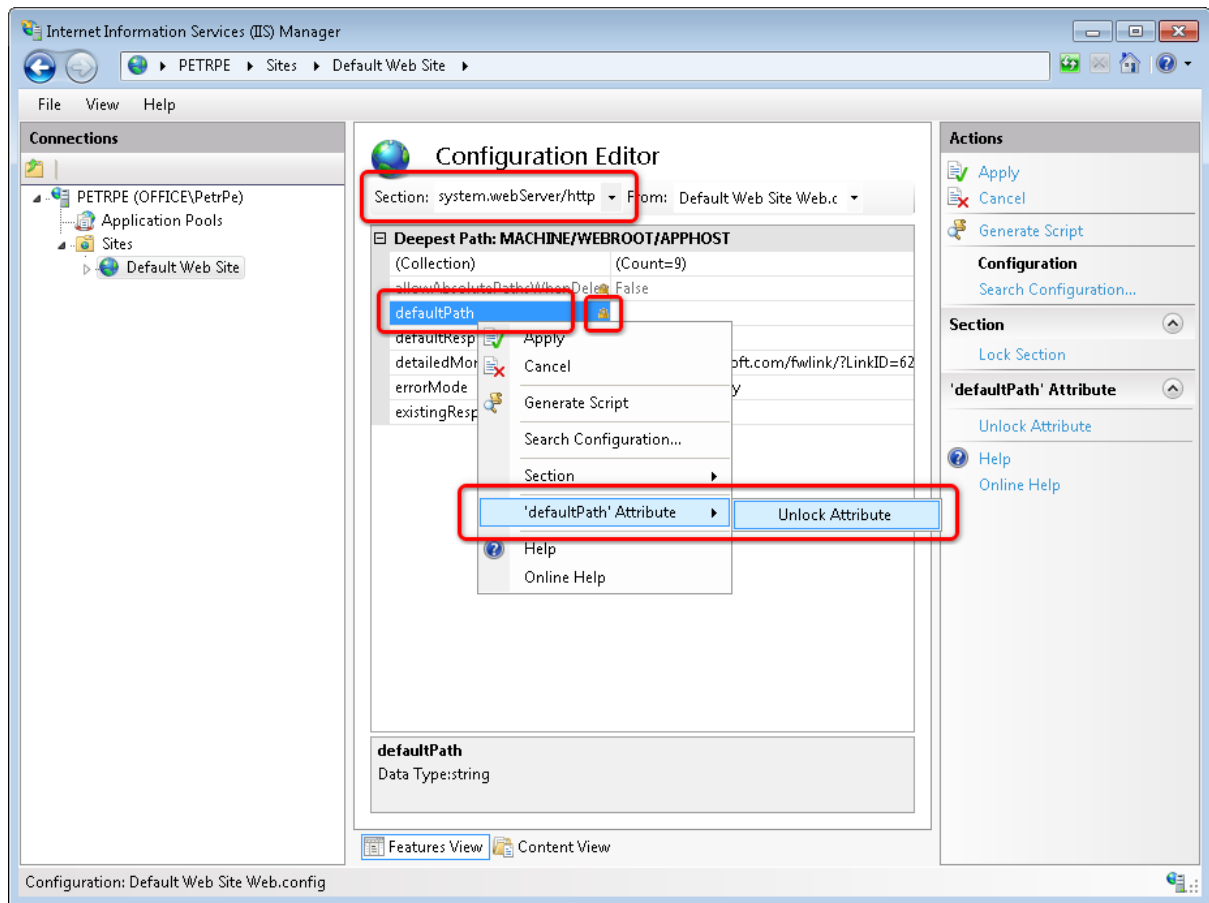 Internet Information Services (IIS) Manager
PETRPE Sites Default Web Site
File View Help
Connections
PETRPE (OFFICE\PetrPe)
Application Pools
Sites
Default Web Site
Configuration Editor
Section: system.webServer/http From: Default Web Site Web.c
Deepest Path: MACHINE/WEBROOT/APPHOST
(Collection) (Count=9)
allowAbsolutePathsWhenDele False
defaultPath
defaultResp
detailedMor oft.com/fwlink/?LinkID=62
errorMode y
existingResp
Apply
Cancel
Generate Script
Search Configuration...
Section
'defaultPath' Attribute Unlock Attribute
Help
Online Help
defaultPath
Data Type:string
Features View Content View
Actions
Apply
Cancel
Generate Script
Configuration
Search Configuration...
Section
Lock Section
'defaultPath' Attribute
Unlock Attribute
Help
Online Help
Configuration: Default Web Site Web.config